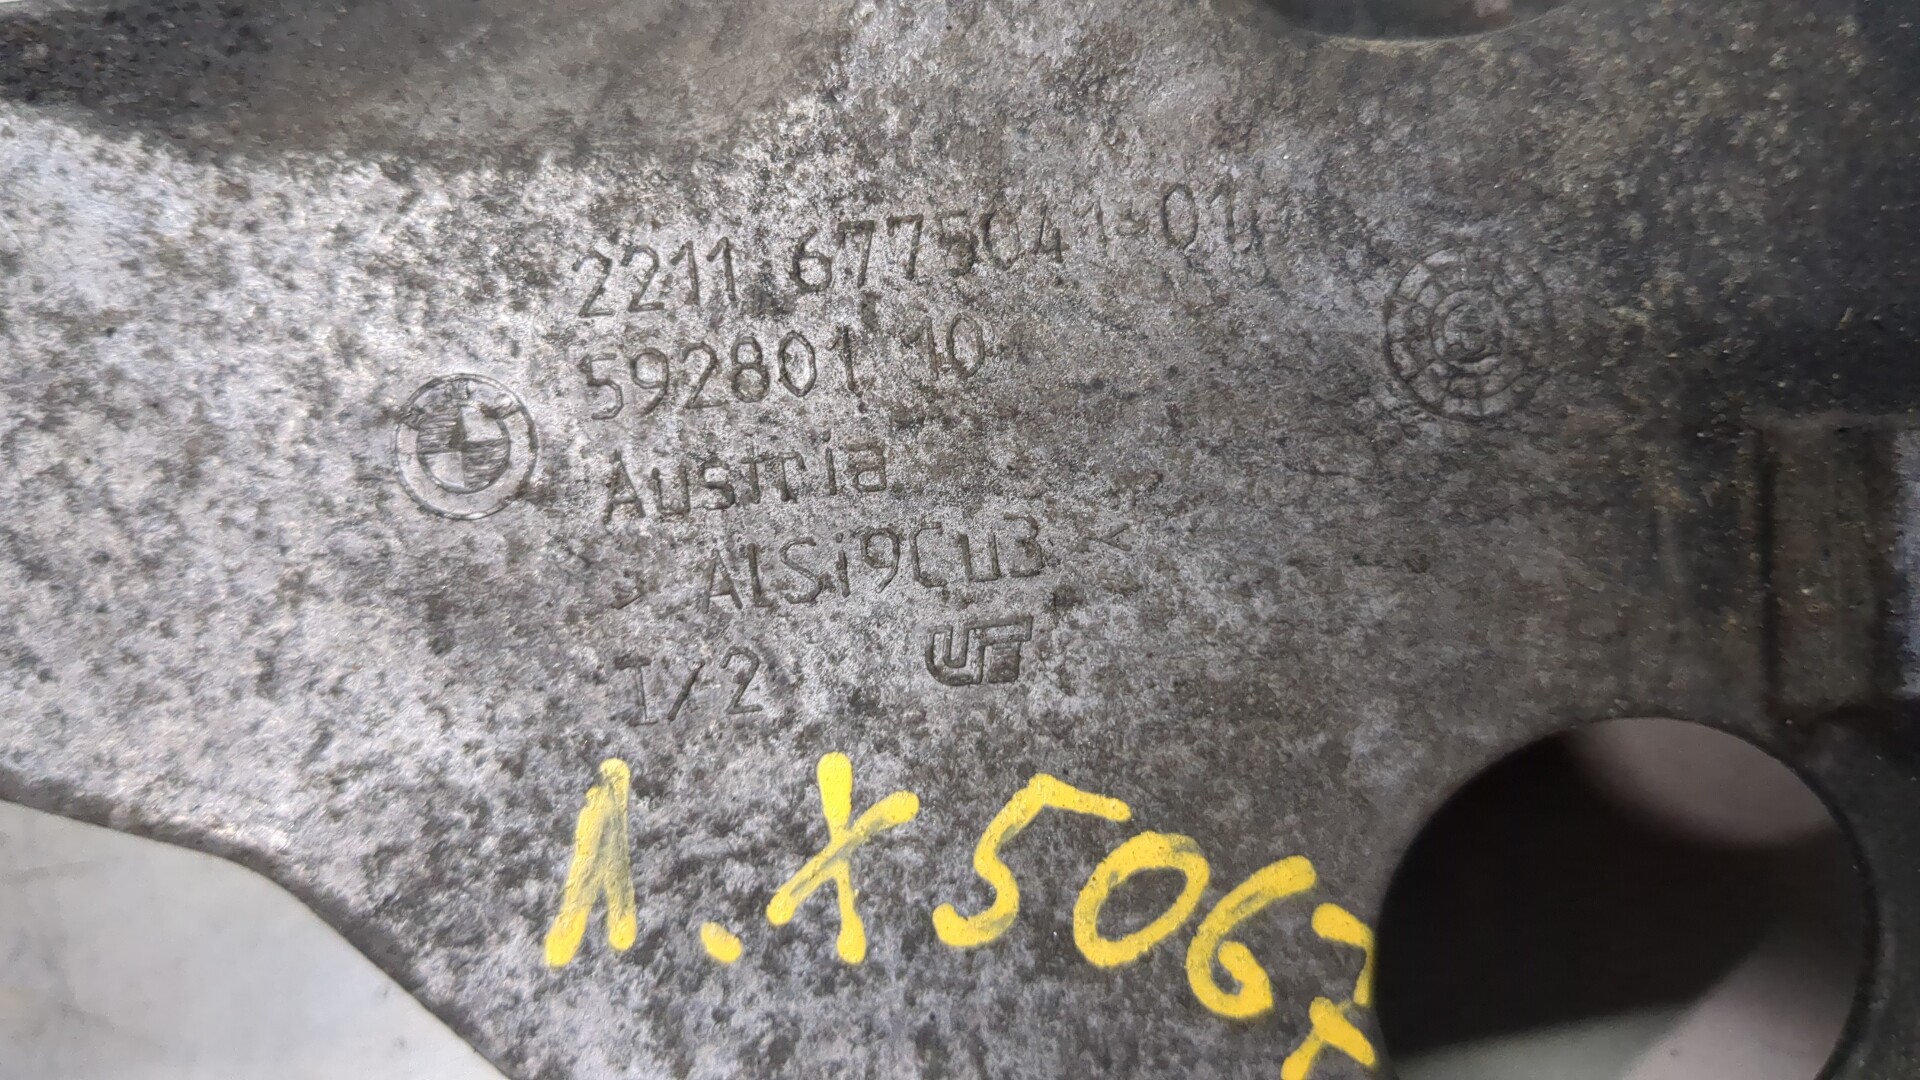 2211 6775041-01
592801 10
Austria
> AlSi9Cu3 <
I/2
Л.X5067